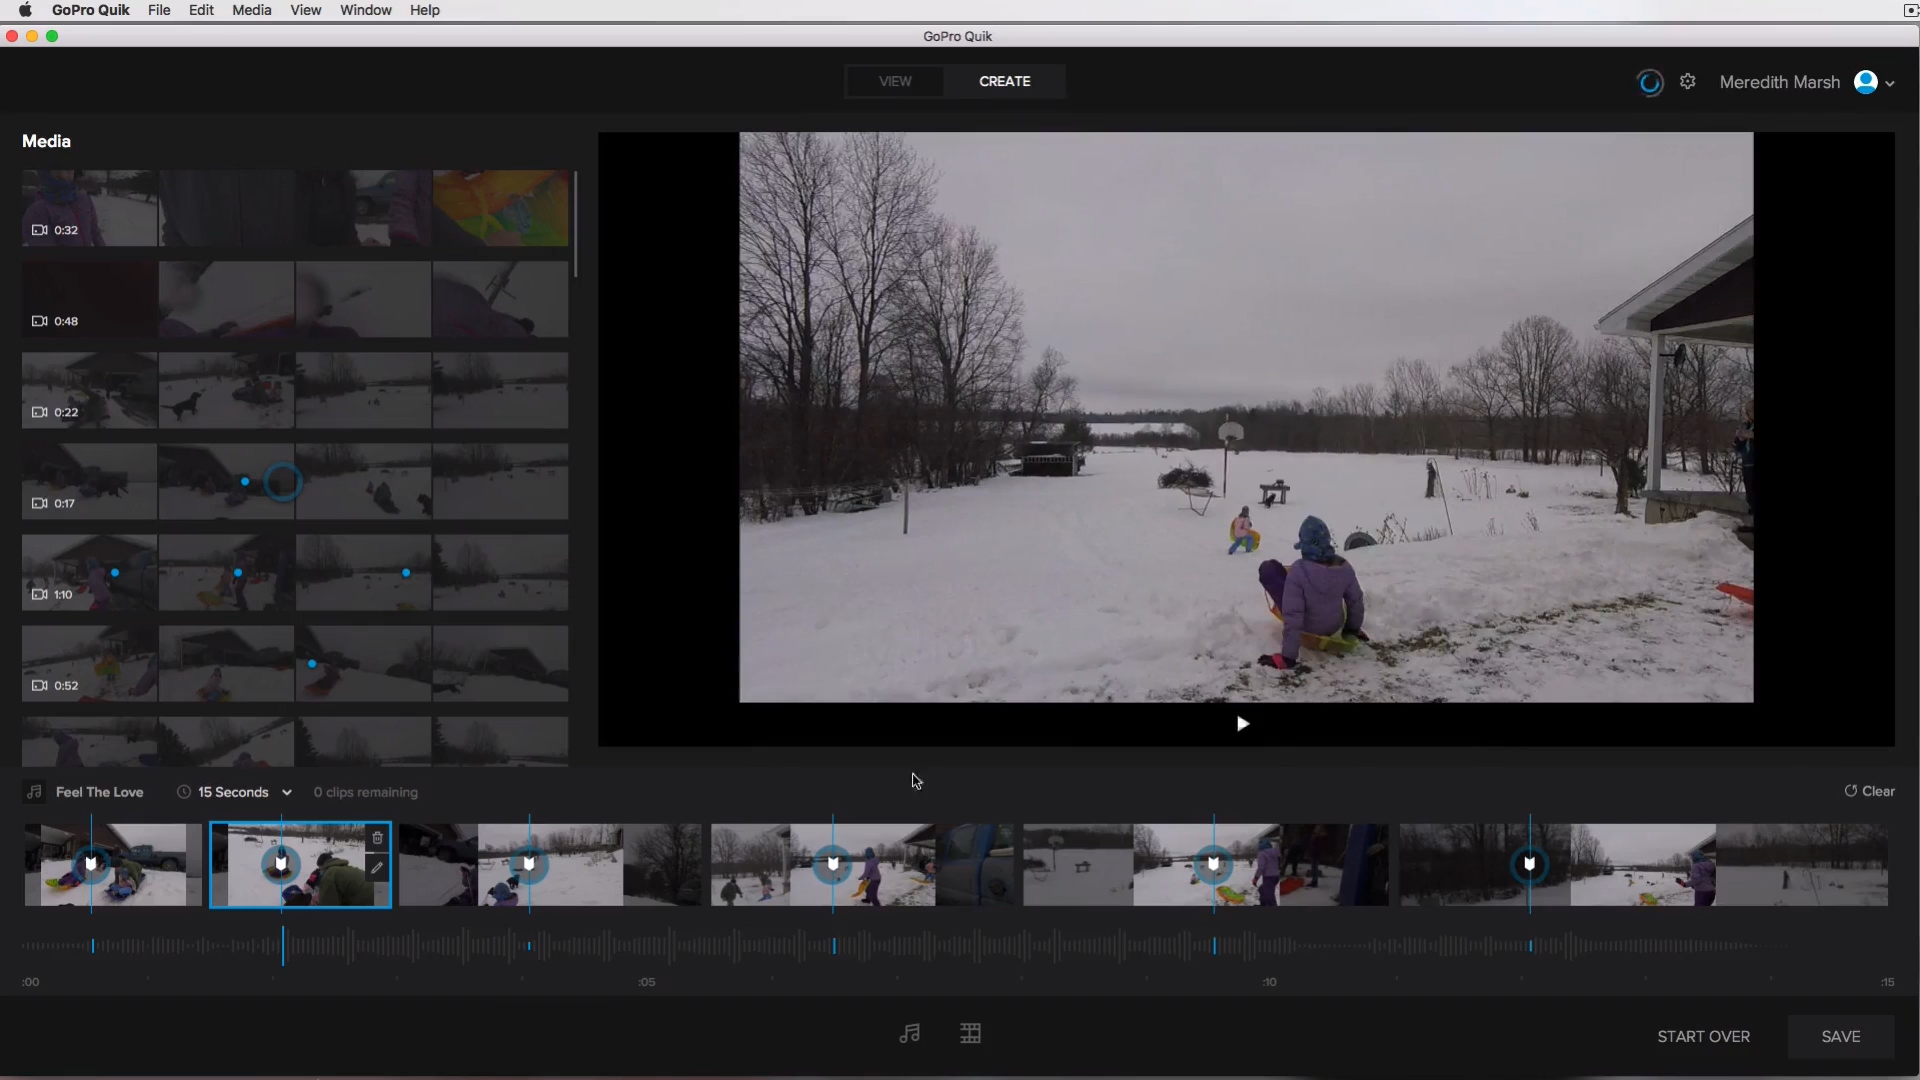 GoPro Quik File Edit Media View Window Help
GoPro Quik
VIEW CREATE
Meredith Marsh
Media
0:32
0:48
0:22
0:17
1:10
0:52
Feel The Love 15 Seconds 0 clips remaining Clear
:00 :05 :10 :15
START OVER SAVE